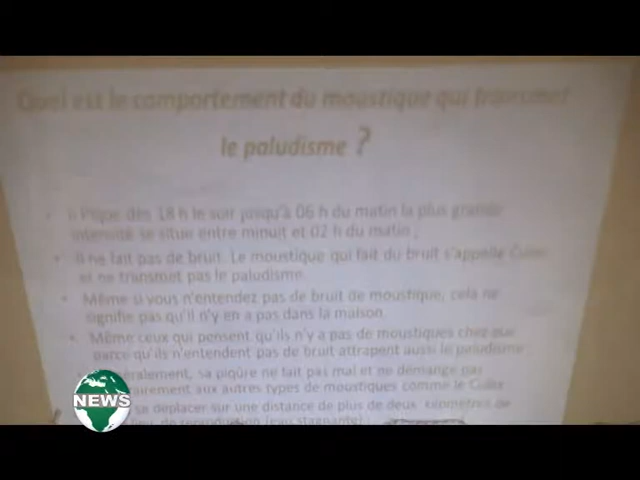 Quel est le comportement du moustique qui transmet
le paludisme ?
Il Pique dès 18 h le soir jusqu'à 06 h du matin la plus grande
intensité se situe entre minuit et 02 h du matin ;
Il ne fait pas de bruit. Le moustique qui fait du bruit s'appelle Culex
et ne transmet pas le paludisme.
Même si vous n'entendez pas de bruit de moustique, cela ne
signifie pas qu'il n'y en a pas dans la maison.
Même ceux qui pensent qu'ils n'y a pas de moustiques chez eux
parce qu'ils n'entendent pas de bruit attrapent aussi le paludisme
sa piqûre ne fait pas mal et ne démange pas
aux autres types de moustiques comme le Culex
se déplacer sur une distance de plus de deux kilomètres de
de reproduction (eau stagnante) ;
NEWS